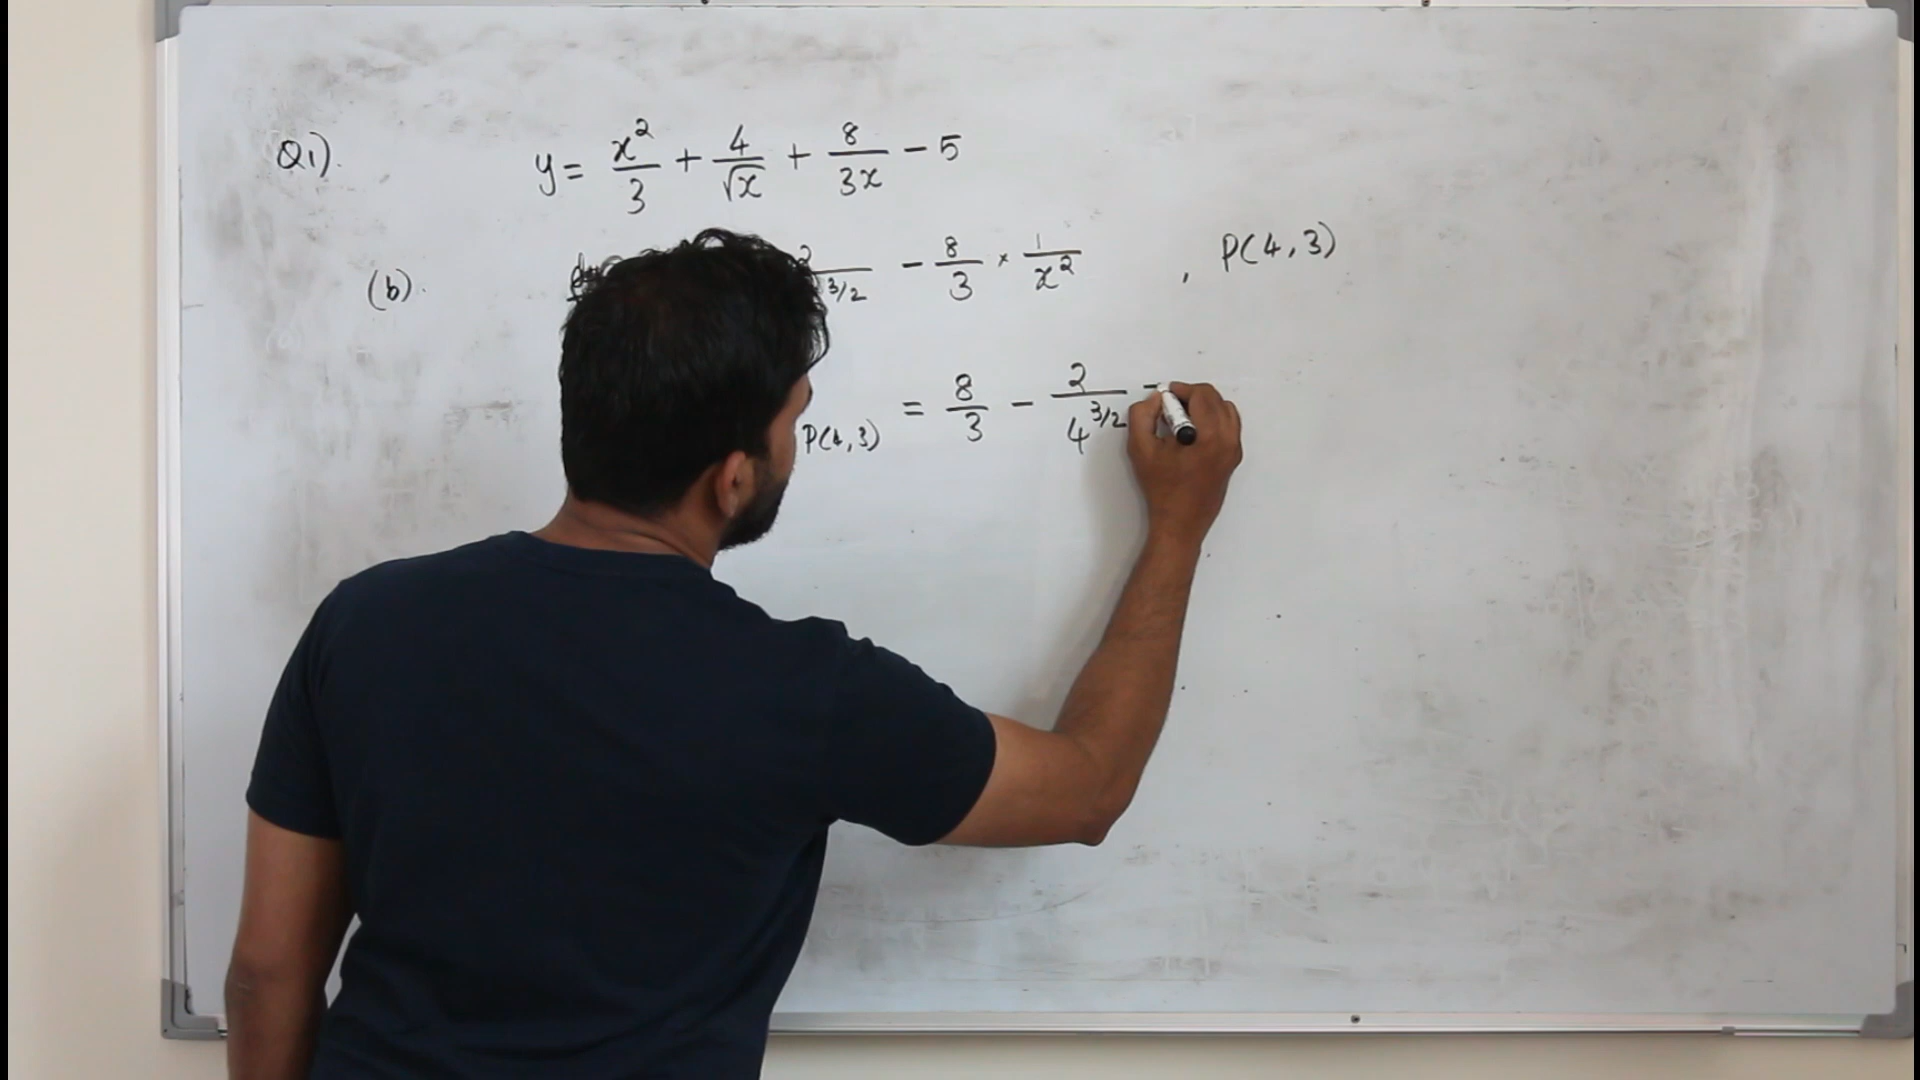 Q1). y = x²/3 + 4/√x + 8/3x − 5
(b). 2 3/2 − 8/3 × 1/x² , P(4,3)
P(4,3) = 8/3 − 2/4^3/2 −